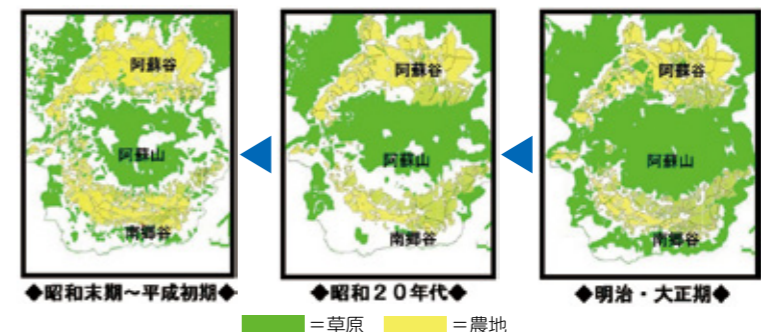 阿蘇谷
阿蘇山
南郷谷
◆昭和末期～平成初期◆
阿蘇谷
阿蘇山
南郷谷
◆昭和２０年代◆
阿蘇谷
阿蘇山
南郷谷
◆明治・大正期◆
＝草原 ＝農地